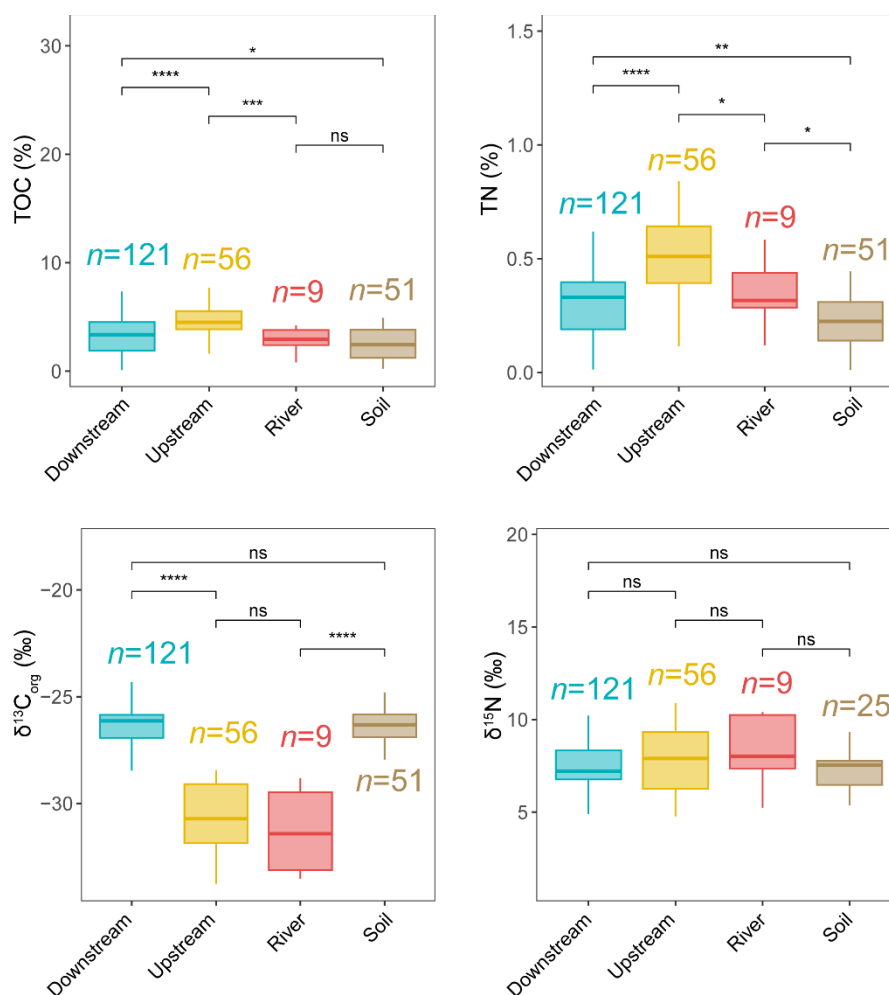 TOC (%)
30
20
10
0
*
****
***
ns
n=121
n=56
n=9
n=51
Downstream
Upstream
River
Soil
TN (%)
1.5
1.0
0.5
0.0
**
****
*
*
n=121
n=56
n=9
n=51
Downstream
Upstream
River
Soil
δ¹³Corg (‰)
−20
−25
−30
ns
****
ns
****
n=121
n=56
n=9
n=51
Downstream
Upstream
River
Soil
δ¹⁵N (‰)
20
15
10
5
ns
ns
ns
ns
n=121
n=56
n=9
n=25
Downstream
Upstream
River
Soil